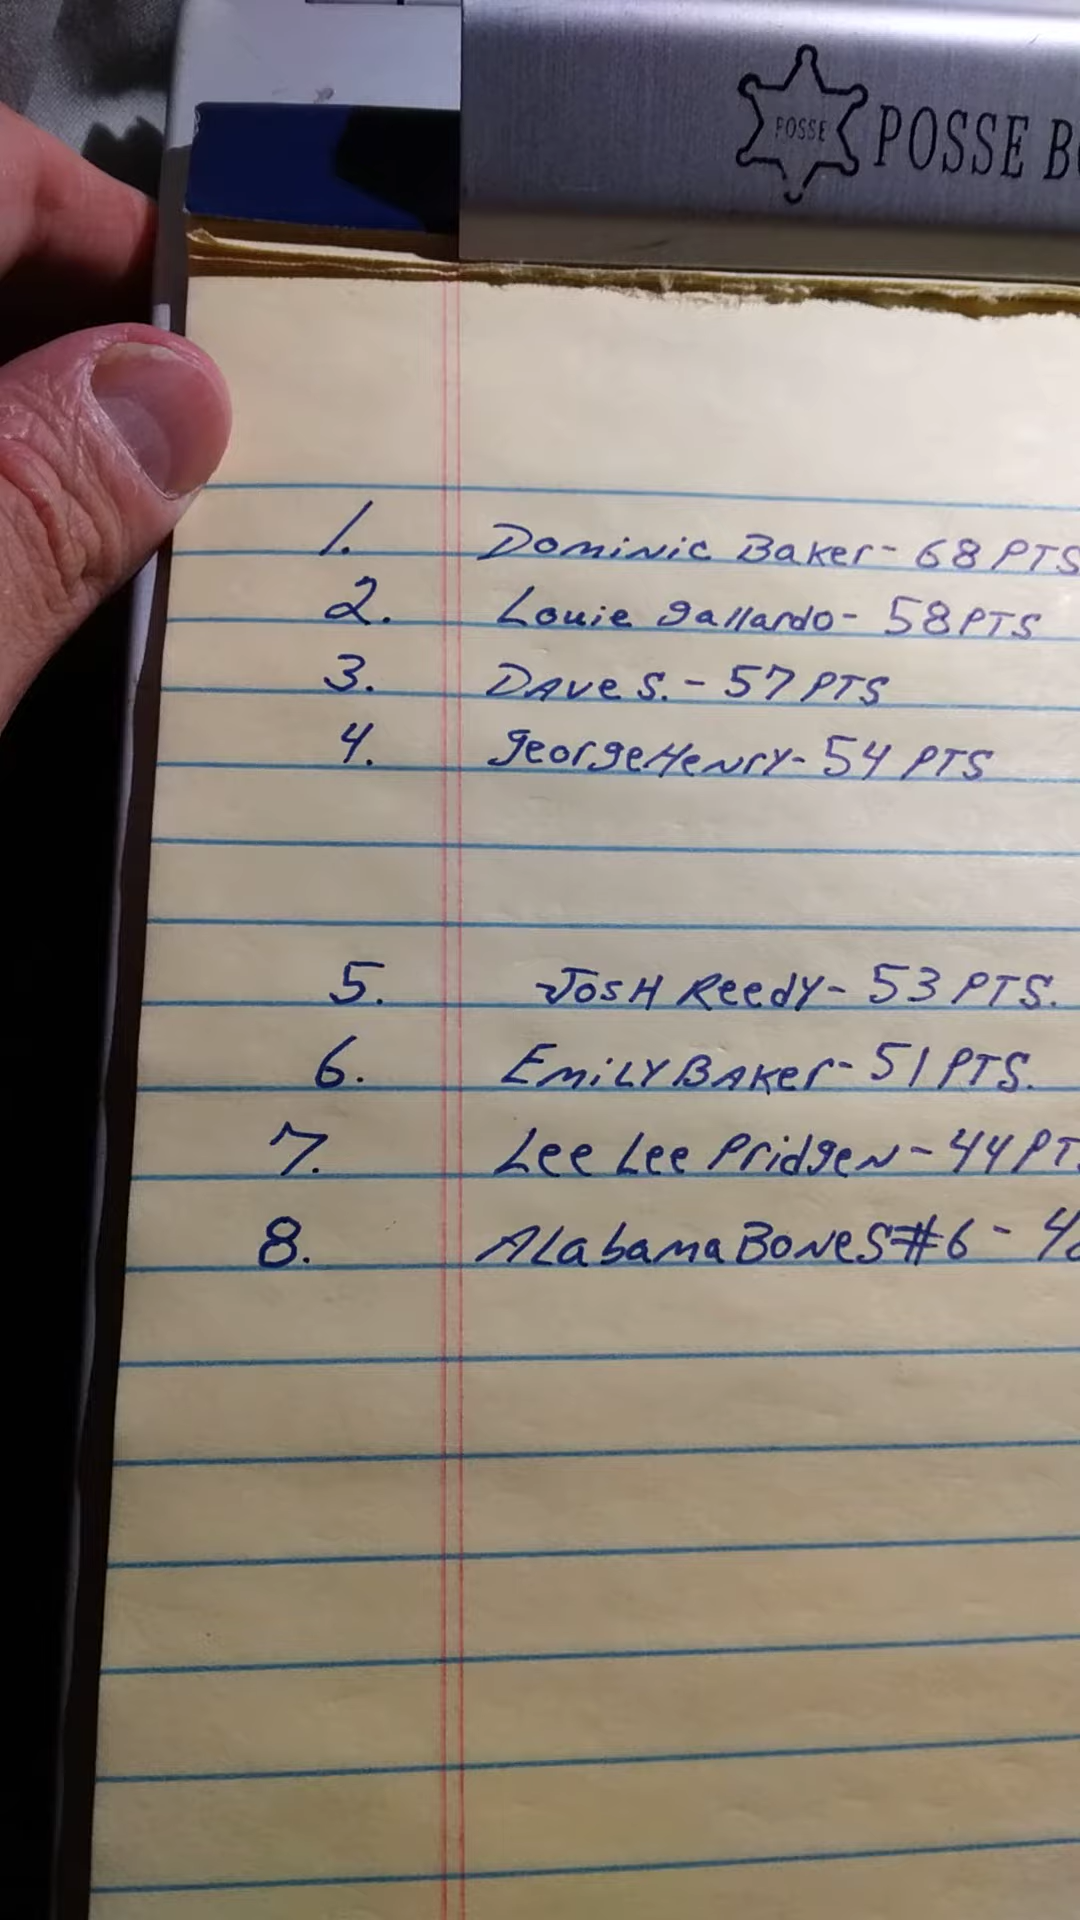 POSSE
POSSE
1. Dominic Baker - 68 PTS
2. Louie Gallardo - 58 PTS
3. Dave S. - 57 PTS
4. George Henry - 54 PTS
5. Josh Reedy - 53 PTS.
6. Emily Baker - 51 PTS.
7. Lee Lee Pridgen - 44 PTS
8. Alabama Bones #6 -